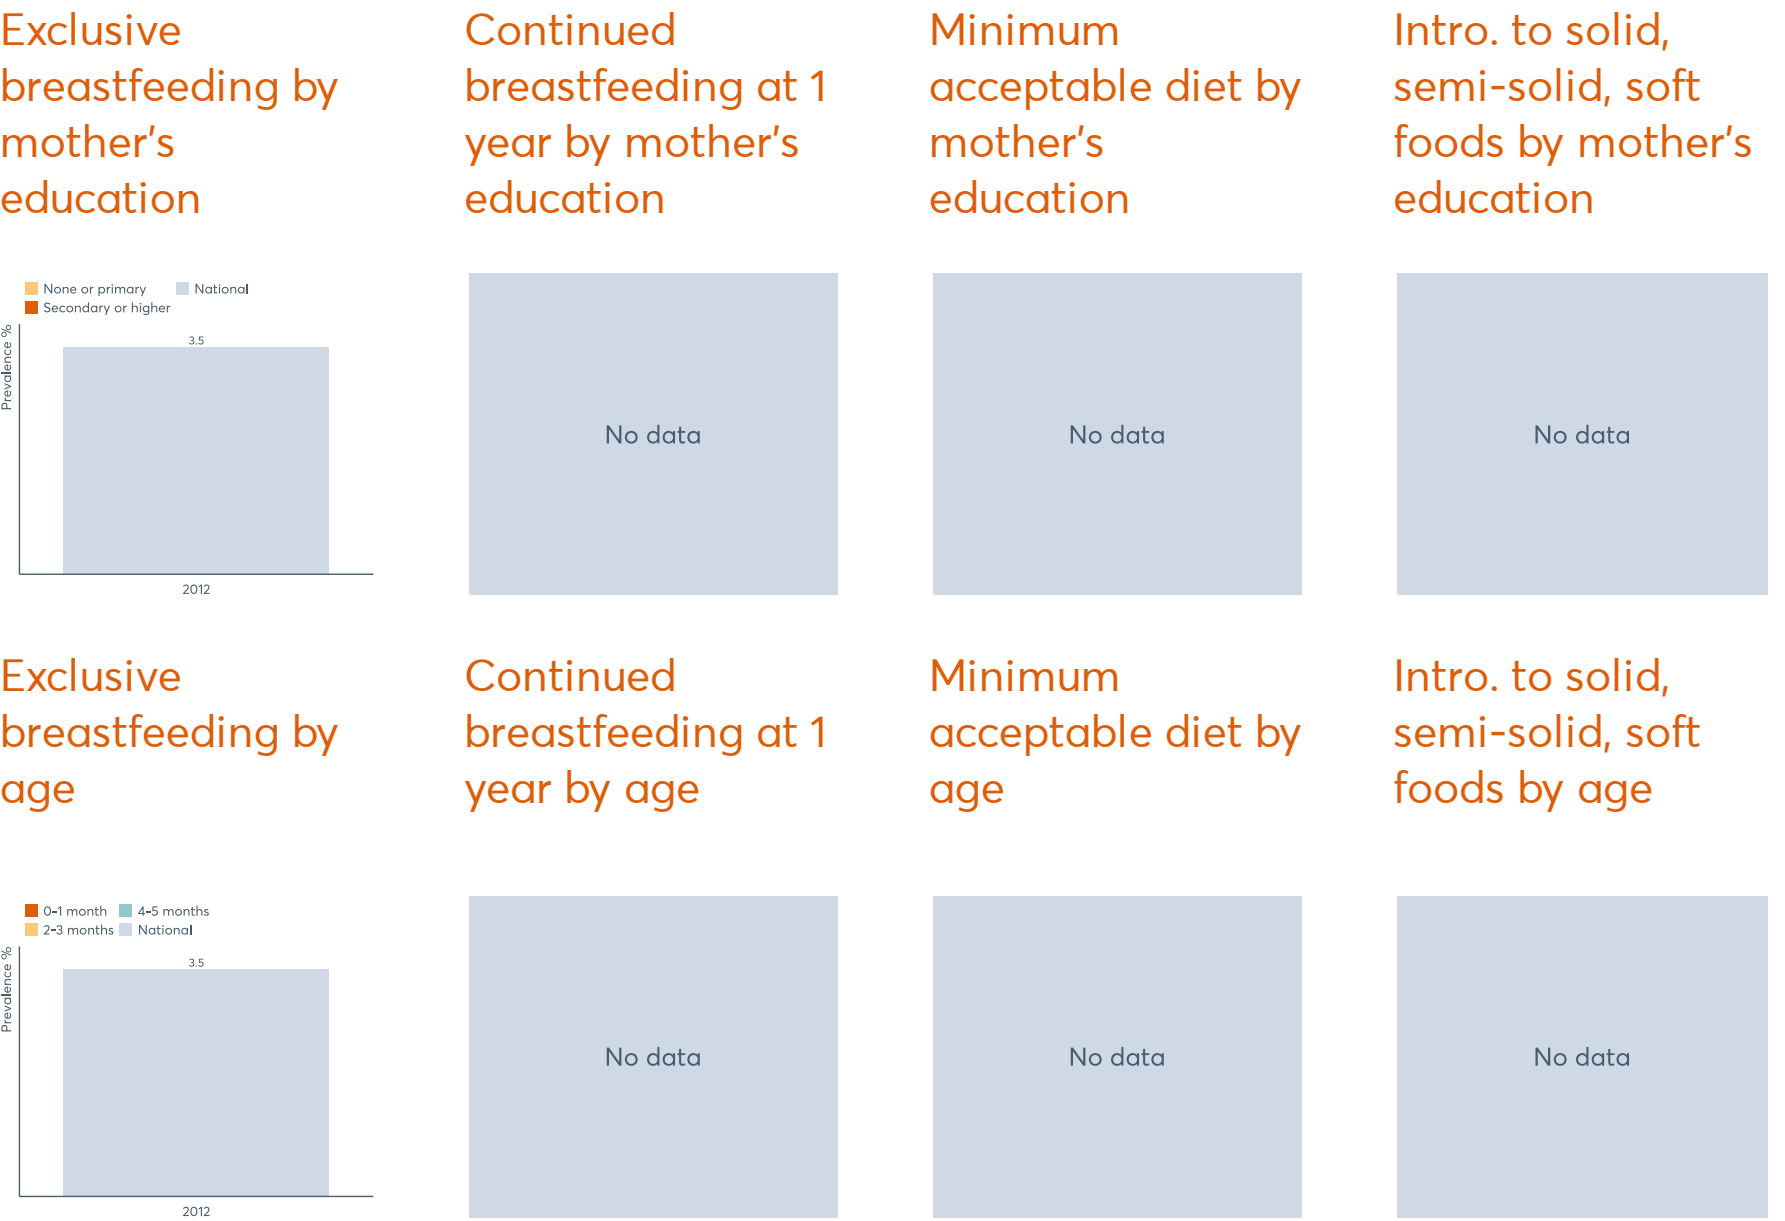 Exclusive
breastfeeding by
mother's
education
Continued
breastfeeding at 1
year by mother's
education
Minimum
acceptable diet by
mother's
education
Intro. to solid,
semi-solid, soft
foods by mother's
education
None or primary
National
Secondary or higher
Prevalence %
3.5
2012
No data
No data
No data
Exclusive
breastfeeding by
age
Continued
breastfeeding at 1
year by age
Minimum
acceptable diet by
age
Intro. to solid,
semi-solid, soft
foods by age
0-1 month
4-5 months
2-3 months
National
Prevalence %
3.5
2012
No data
No data
No data